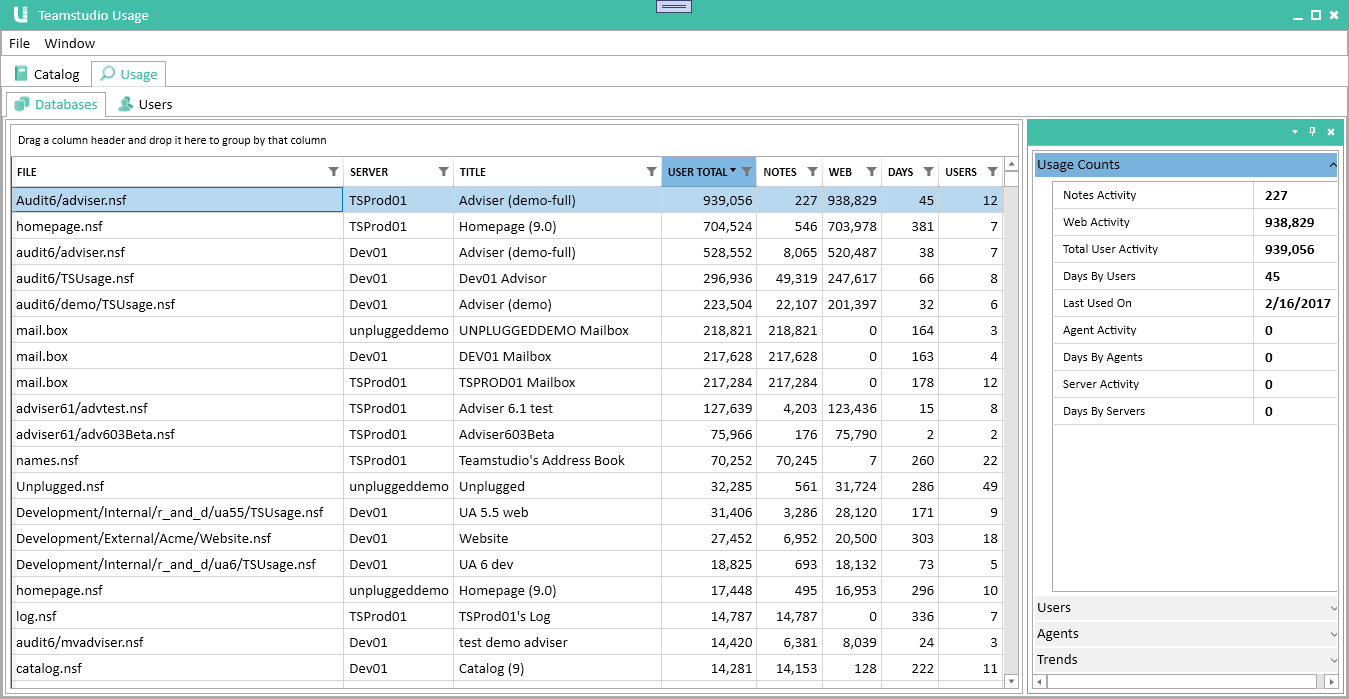 Teamstudio Usage
File Window
Catalog Usage
Databases Users
Drag a column header and drop it here to group by that column
FILE SERVER TITLE USER TOTAL NOTES WEB DAYS USERS
Audit6/adviser.nsf TSProd01 Adviser (demo-full) 939,056 227 938,829 45 12
homepage.nsf TSProd01 Homepage (9.0) 704,524 546 703,978 381 7
audit6/adviser.nsf Dev01 Adviser (demo-full) 528,552 8,065 520,487 38 7
audit6/TSUsage.nsf Dev01 Dev01 Advisor 296,936 49,319 247,617 66 8
audit6/demo/TSUsage.nsf Dev01 Adviser (demo) 223,504 22,107 201,397 32 6
mail.box unpluggeddemo UNPLUGGEDDEMO Mailbox 218,821 218,821 0 164 3
mail.box Dev01 DEV01 Mailbox 217,628 217,628 0 163 4
mail.box TSProd01 TSPROD01 Mailbox 217,284 217,284 0 178 12
adviser61/advtest.nsf TSProd01 Adviser 6.1 test 127,639 4,203 123,436 15 8
adviser61/adv603Beta.nsf TSProd01 Adviser603Beta 75,966 176 75,790 2 2
names.nsf TSProd01 Teamstudio's Address Book 70,252 70,245 7 260 22
Unplugged.nsf unpluggeddemo Unplugged 32,285 561 31,724 286 49
Development/Internal/r_and_d/ua55/TSUsage.nsf Dev01 UA 5.5 web 31,406 3,286 28,120 171 9
Development/External/Acme/Website.nsf Dev01 Website 27,452 6,952 20,500 303 18
Development/Internal/r_and_d/ua6/TSUsage.nsf Dev01 UA 6 dev 18,825 693 18,132 73 5
homepage.nsf unpluggeddemo Homepage (9.0) 17,448 495 16,953 296 10
log.nsf TSProd01 TSProd01's Log 14,787 14,787 0 336 7
audit6/mvadviser.nsf Dev01 test demo adviser 14,420 6,381 8,039 24 3
catalog.nsf Dev01 Catalog (9) 14,281 14,153 128 222 11
Usage Counts
Notes Activity 227
Web Activity 938,829
Total User Activity 939,056
Days By Users 45
Last Used On 2/16/2017
Agent Activity 0
Days By Agents 0
Server Activity 0
Days By Servers 0
Users
Agents
Trends